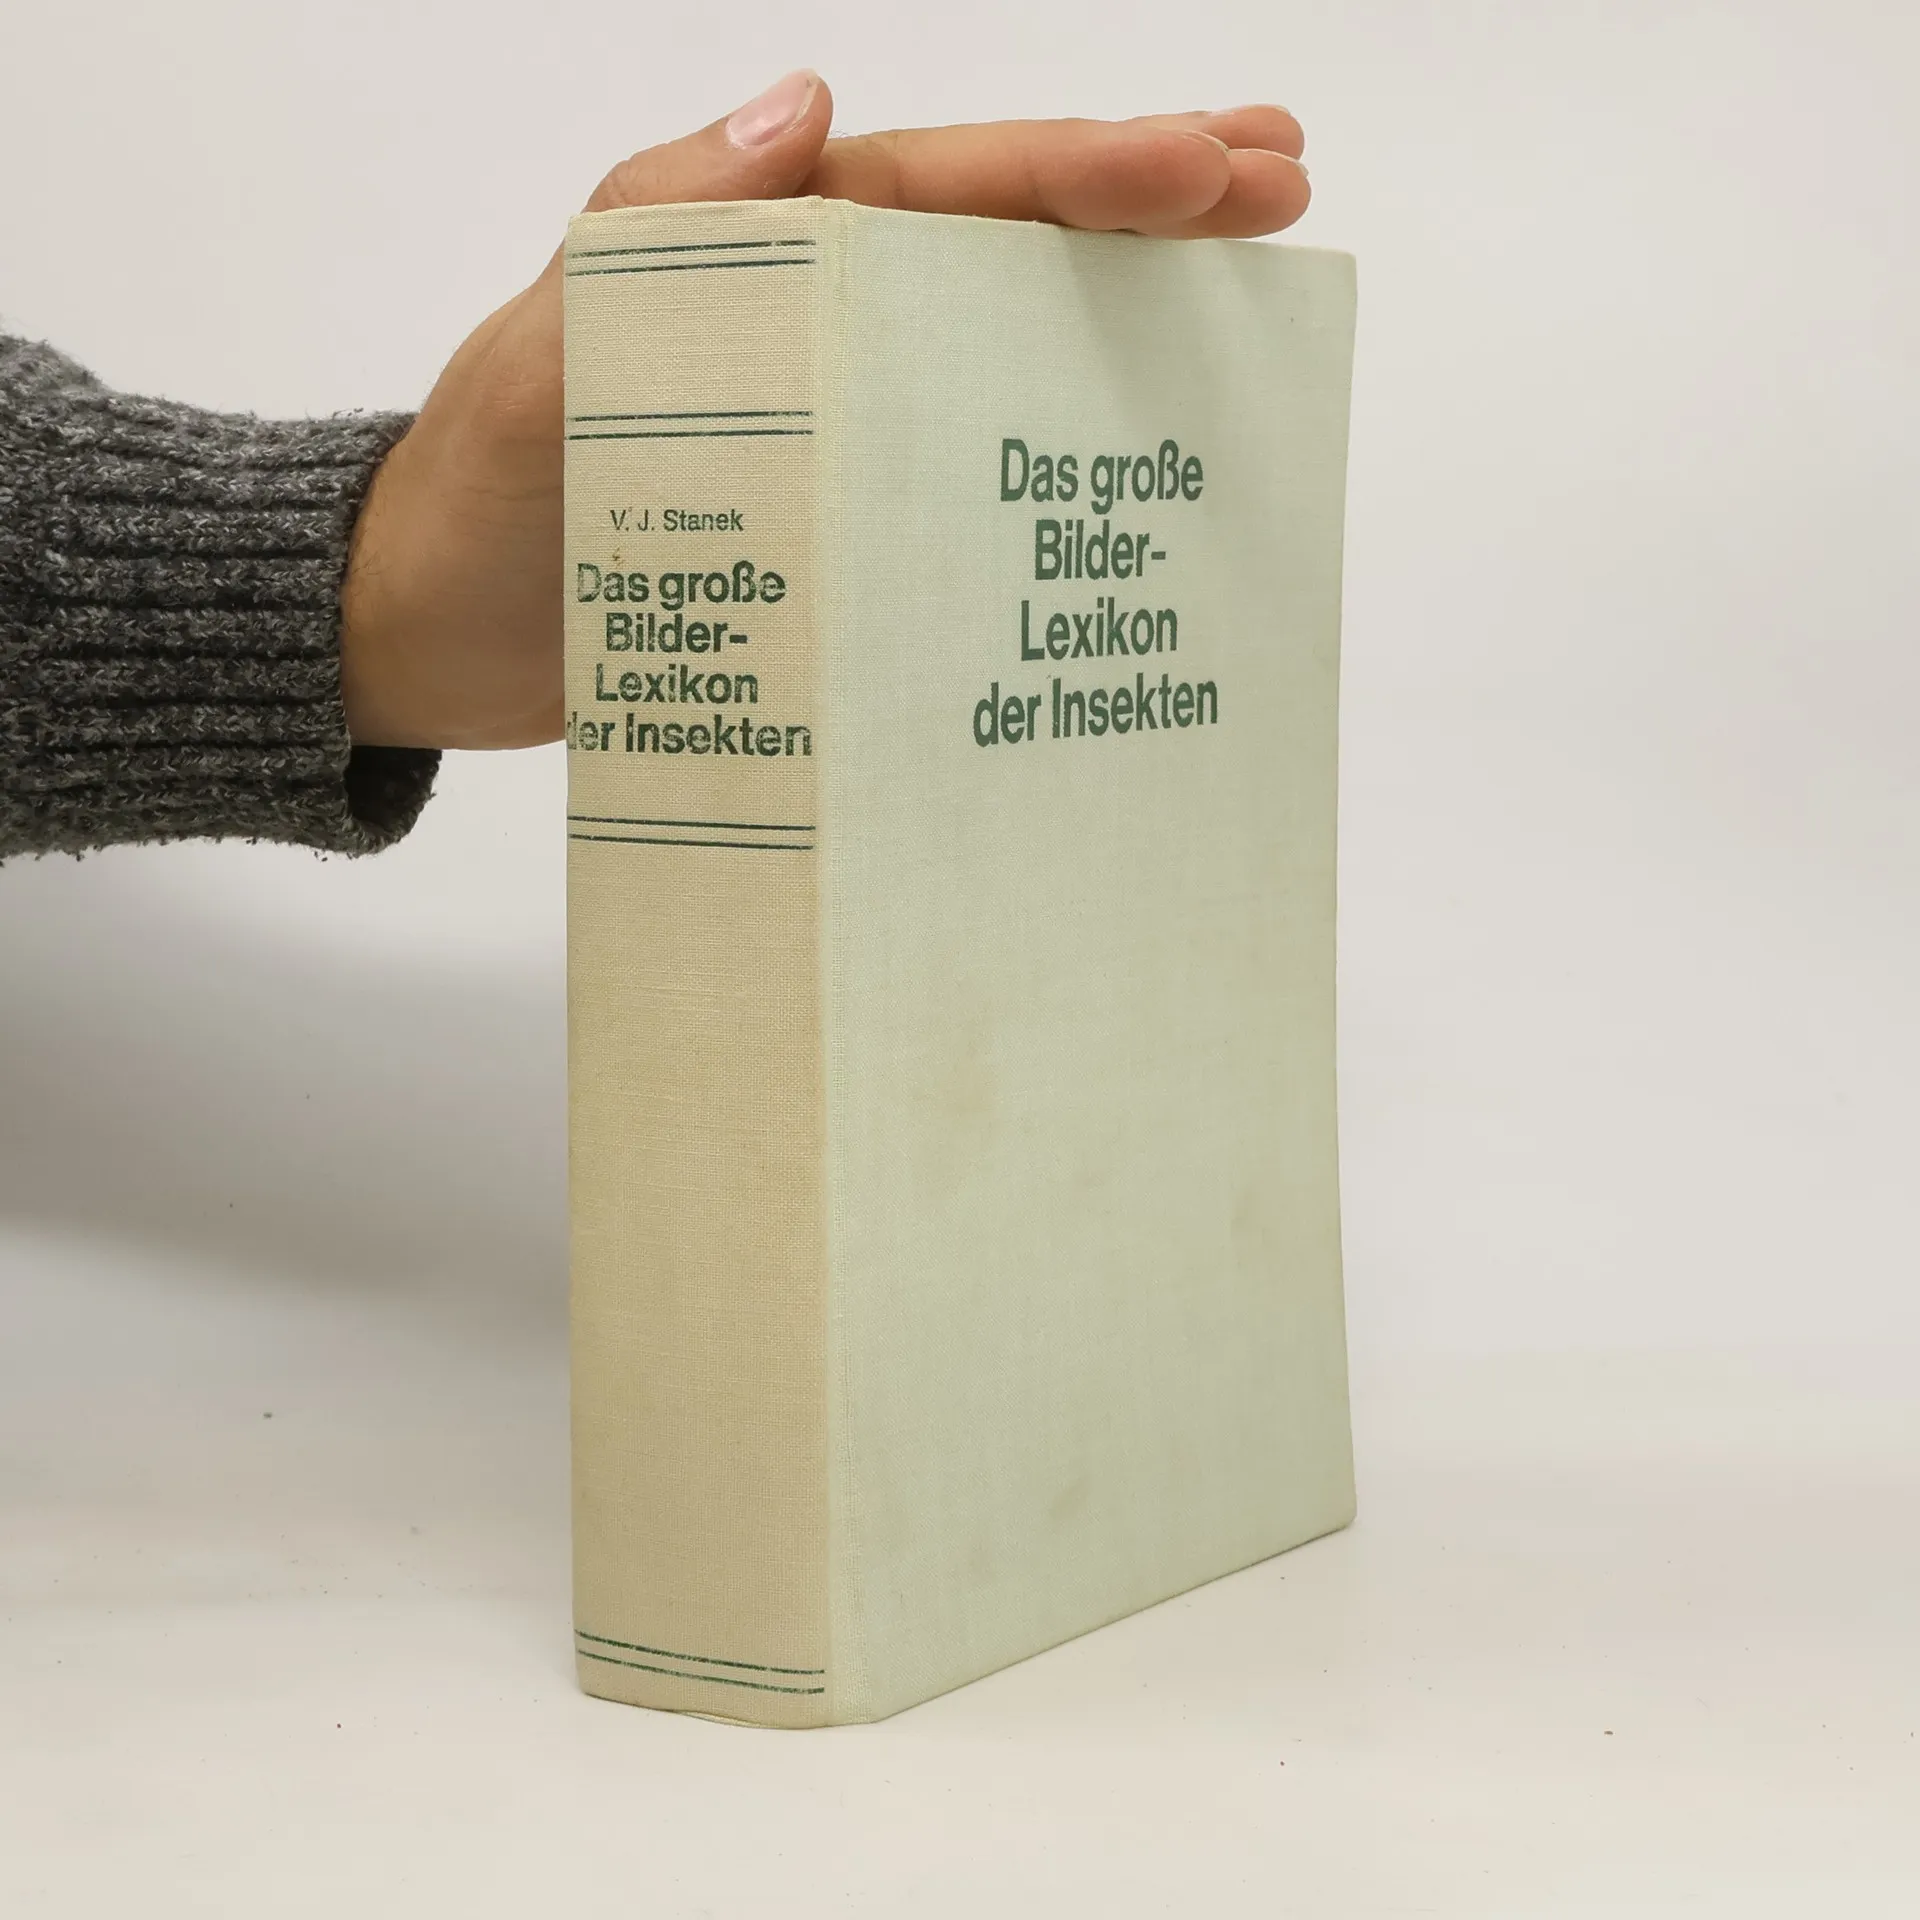 V. J. Stanek
Das große
Bilder-
Lexikon
der Insekten
Das große
Bilder-
Lexikon
der Insekten